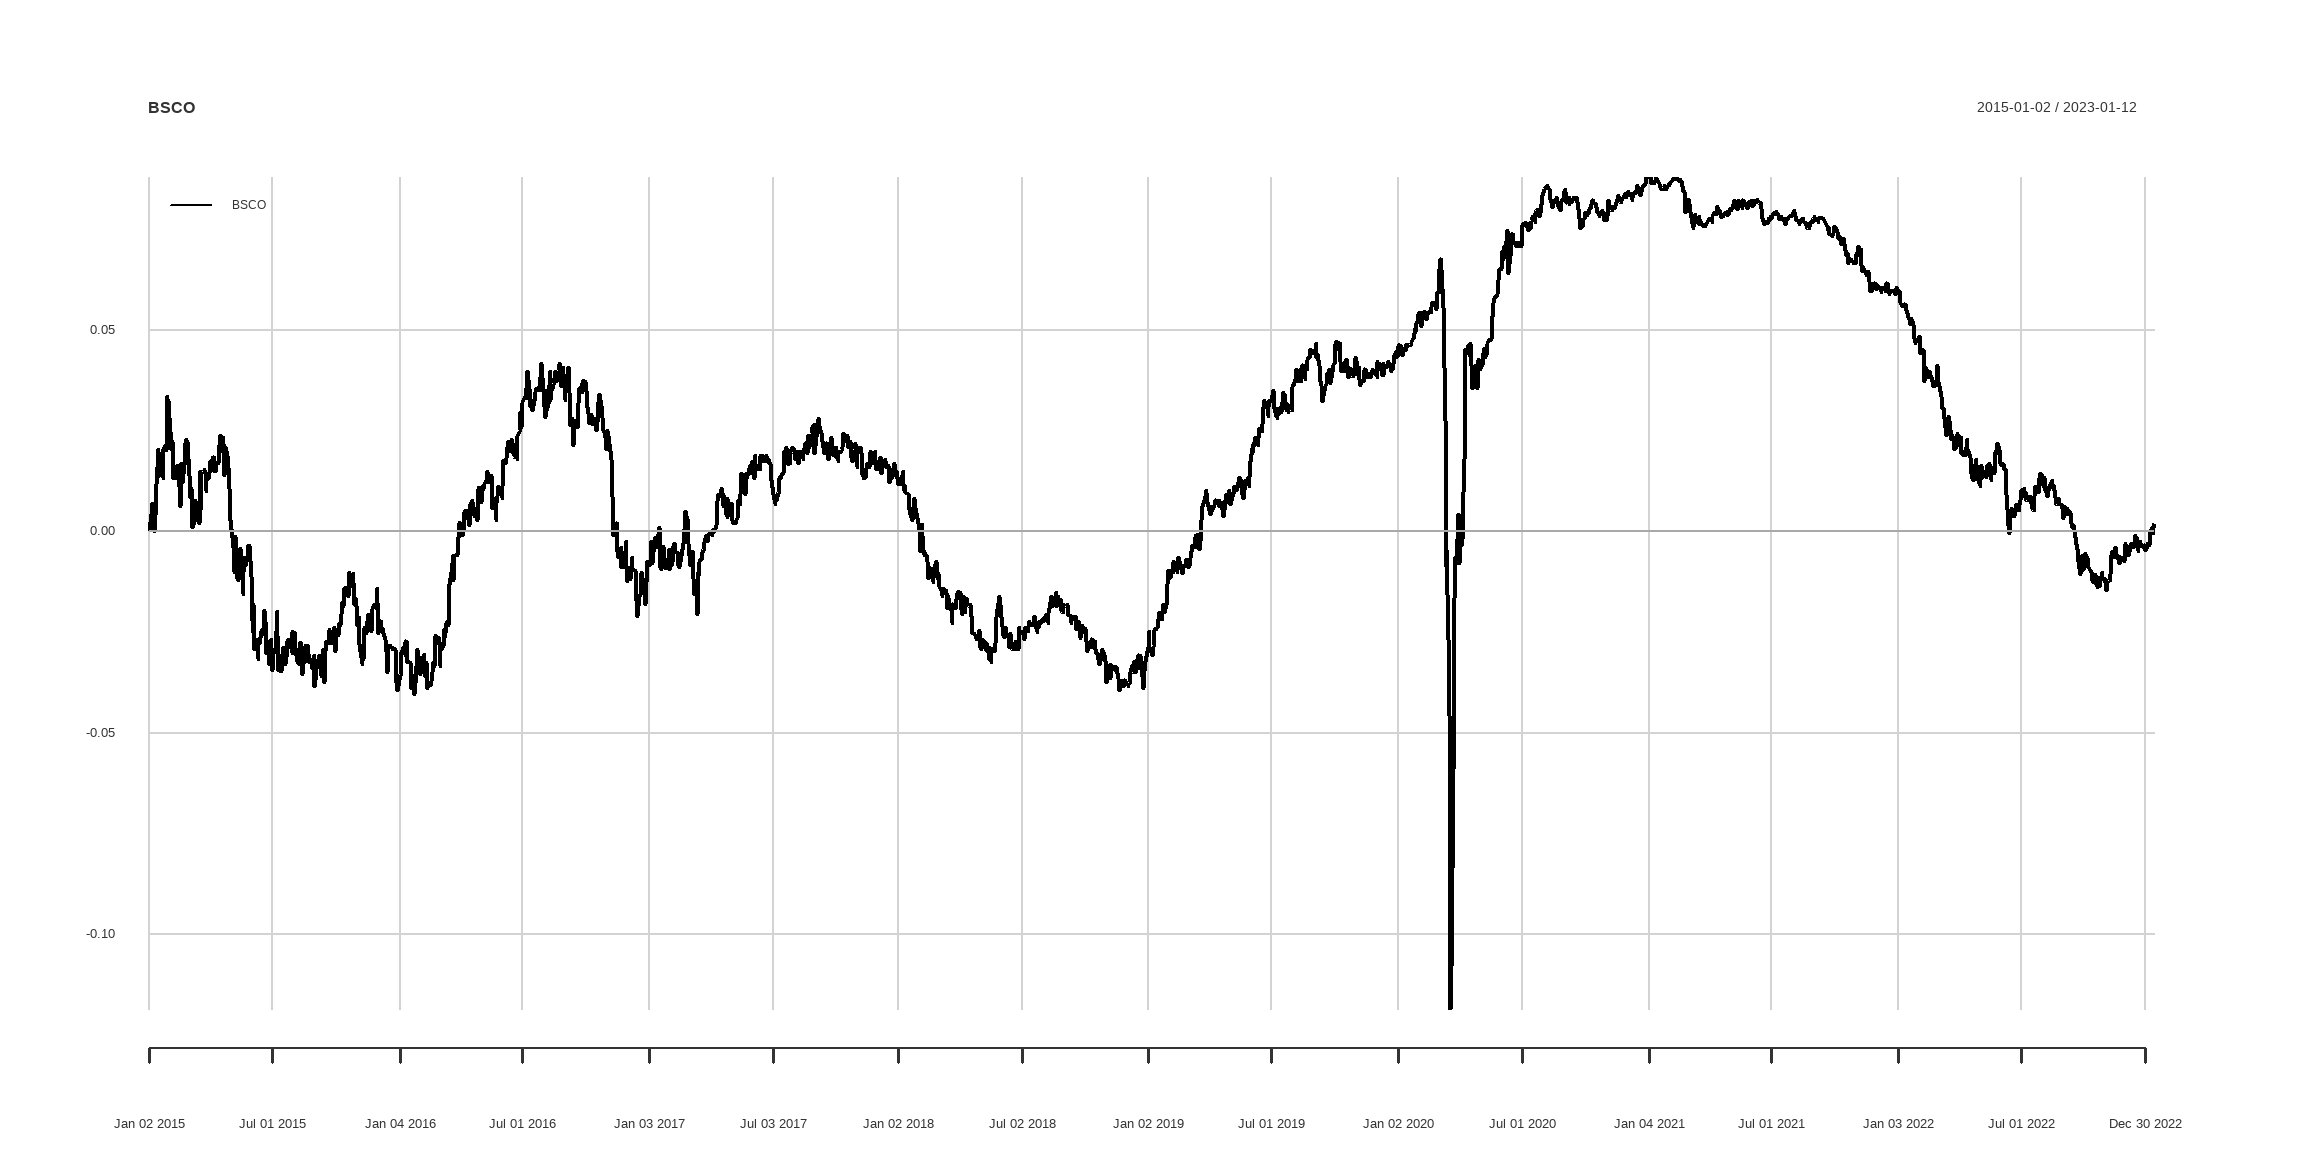 BSCO
2015-01-02 / 2023-01-12
BSCO
0.05
0.00
-0.05
-0.10
Jan 02 2015
Jul 01 2015
Jan 04 2016
Jul 01 2016
Jan 03 2017
Jul 03 2017
Jan 02 2018
Jul 02 2018
Jan 02 2019
Jul 01 2019
Jan 02 2020
Jul 01 2020
Jan 04 2021
Jul 01 2021
Jan 03 2022
Jul 01 2022
Dec 30 2022